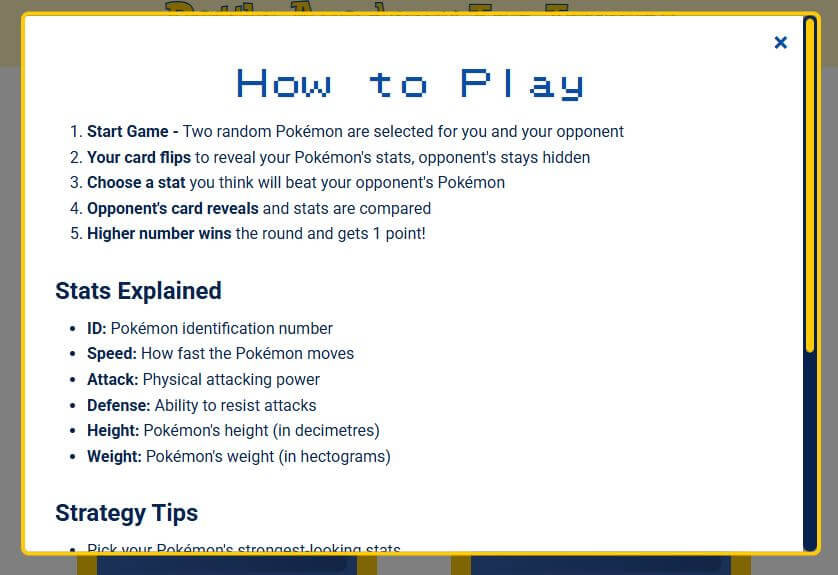 ×
How to Play
1. Start Game - Two random Pokémon are selected for you and your opponent
2. Your card flips to reveal your Pokémon's stats, opponent's stays hidden
3. Choose a stat you think will beat your opponent's Pokémon
4. Opponent's card reveals and stats are compared
5. Higher number wins the round and gets 1 point!
Stats Explained
• ID: Pokémon identification number
• Speed: How fast the Pokémon moves
• Attack: Physical attacking power
• Defense: Ability to resist attacks
• Height: Pokémon's height (in decimetres)
• Weight: Pokémon's weight (in hectograms)
Strategy Tips
• Pick your Pokémon's strongest-looking stats